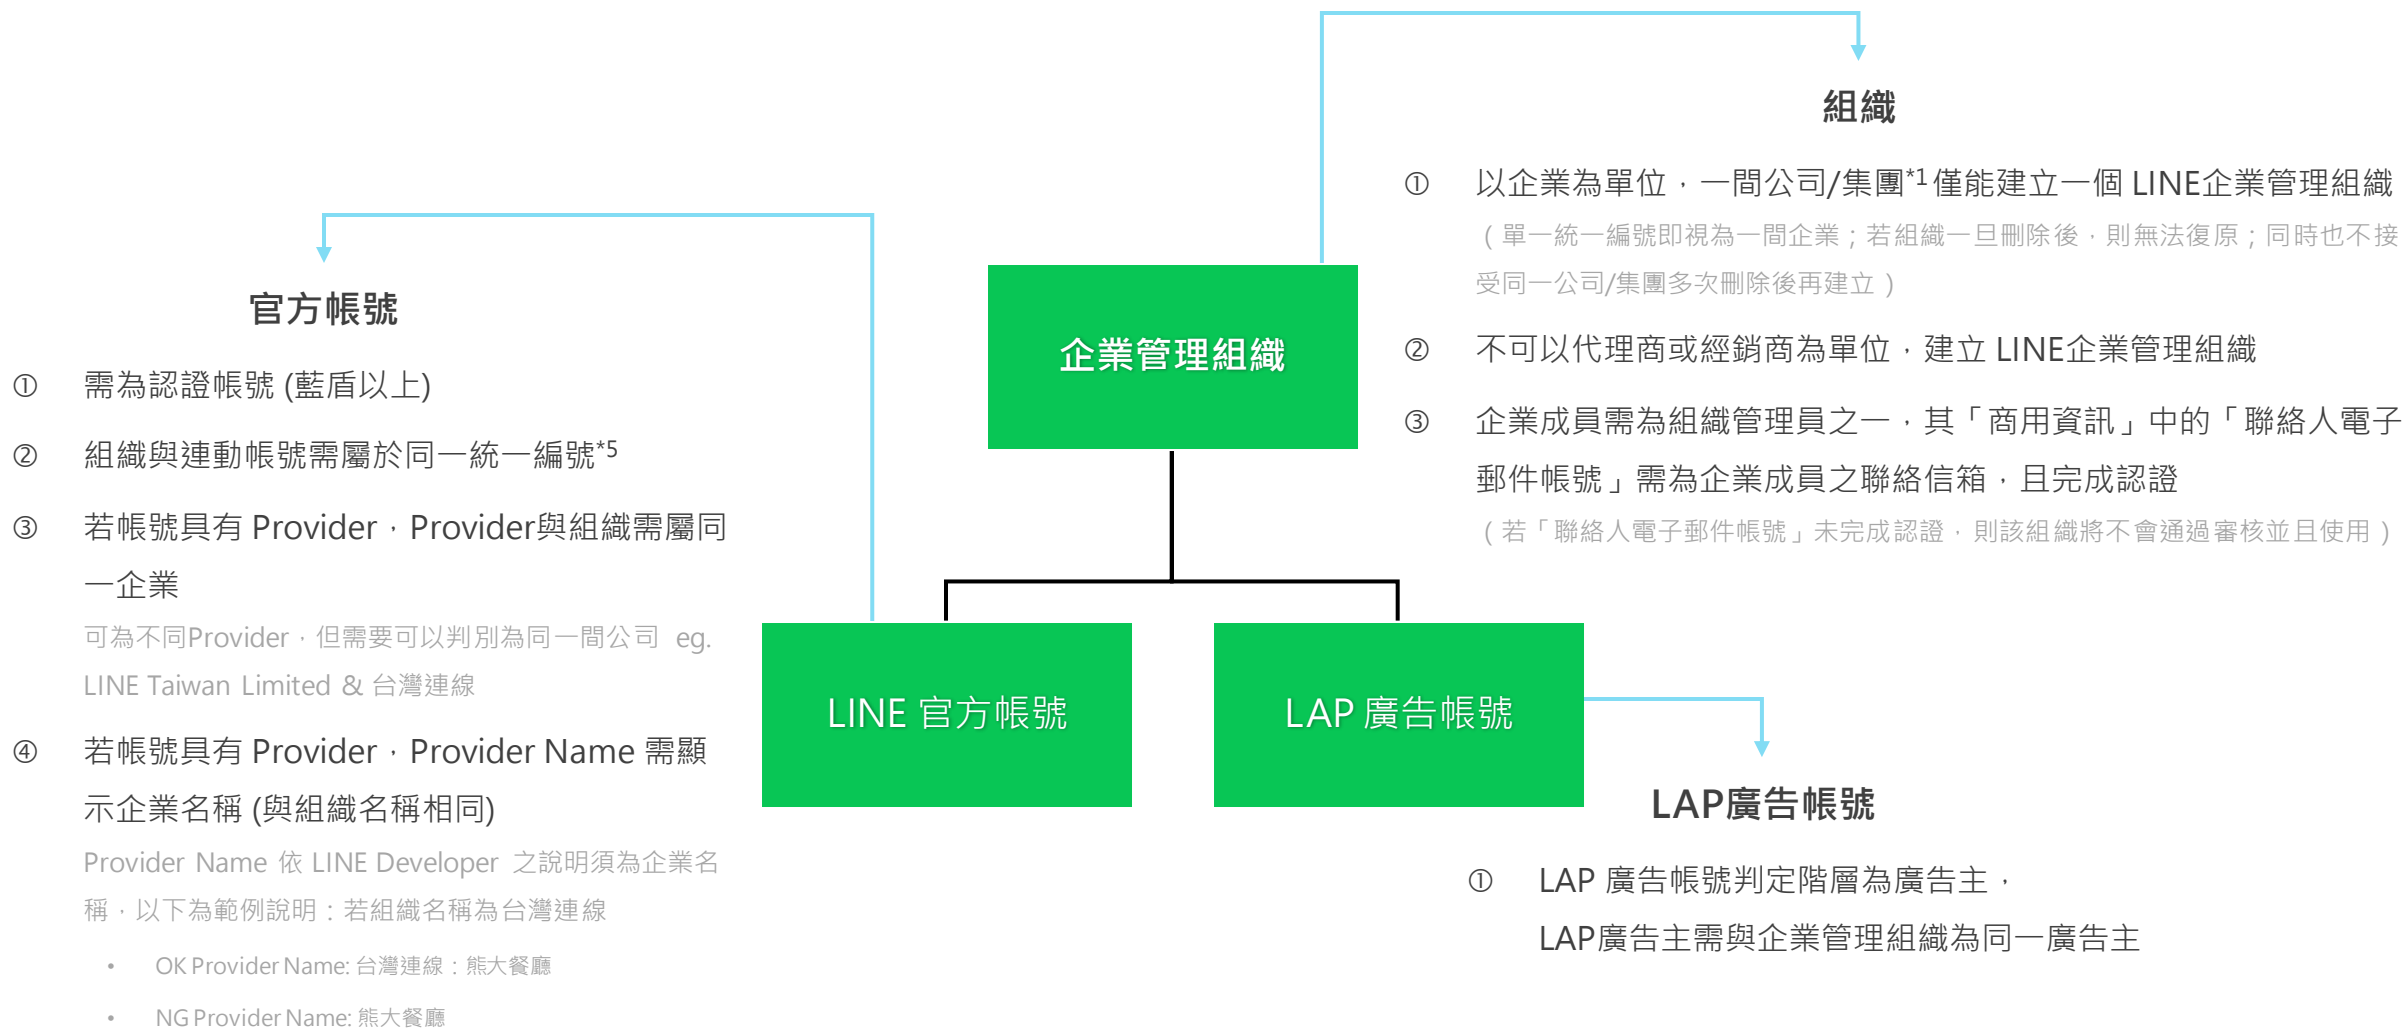 組織
① 以企業為單位，一間公司/集團*1 僅能建立一個 LINE企業管理組織
（單一統一編號即視為一間企業；若組織一旦刪除後，則無法復原；同時也不接
受同一公司/集團多次刪除後再建立）
② 不可以代理商或經銷商為單位，建立 LINE企業管理組織
③ 企業成員需為組織管理員之一，其「商用資訊」中的「聯絡人電子
郵件帳號」需為企業成員之聯絡信箱，且完成認證
（若「聯絡人電子郵件帳號」未完成認證，則該組織將不會通過審核並且使用）
官方帳號
① 需為認證帳號 (藍盾以上)
② 組織與連動帳號需屬於同一統一編號*5
③ 若帳號具有 Provider，Provider與組織需屬同
一企業
可為不同Provider，但需要可以判別為同一間公司 eg.
LINE Taiwan Limited & 台灣連線
④ 若帳號具有 Provider，Provider Name 需顯
示企業名稱 (與組織名稱相同)
Provider Name 依 LINE Developer 之說明須為企業名
稱，以下為範例說明：若組織名稱為台灣連線
• OK Provider Name: 台灣連線：熊大餐廳
• NG Provider Name: 熊大餐廳
企業管理組織
LINE 官方帳號
LAP 廣告帳號
LAP廣告帳號
① LAP 廣告帳號判定階層為廣告主，
LAP廣告主需與企業管理組織為同一廣告主